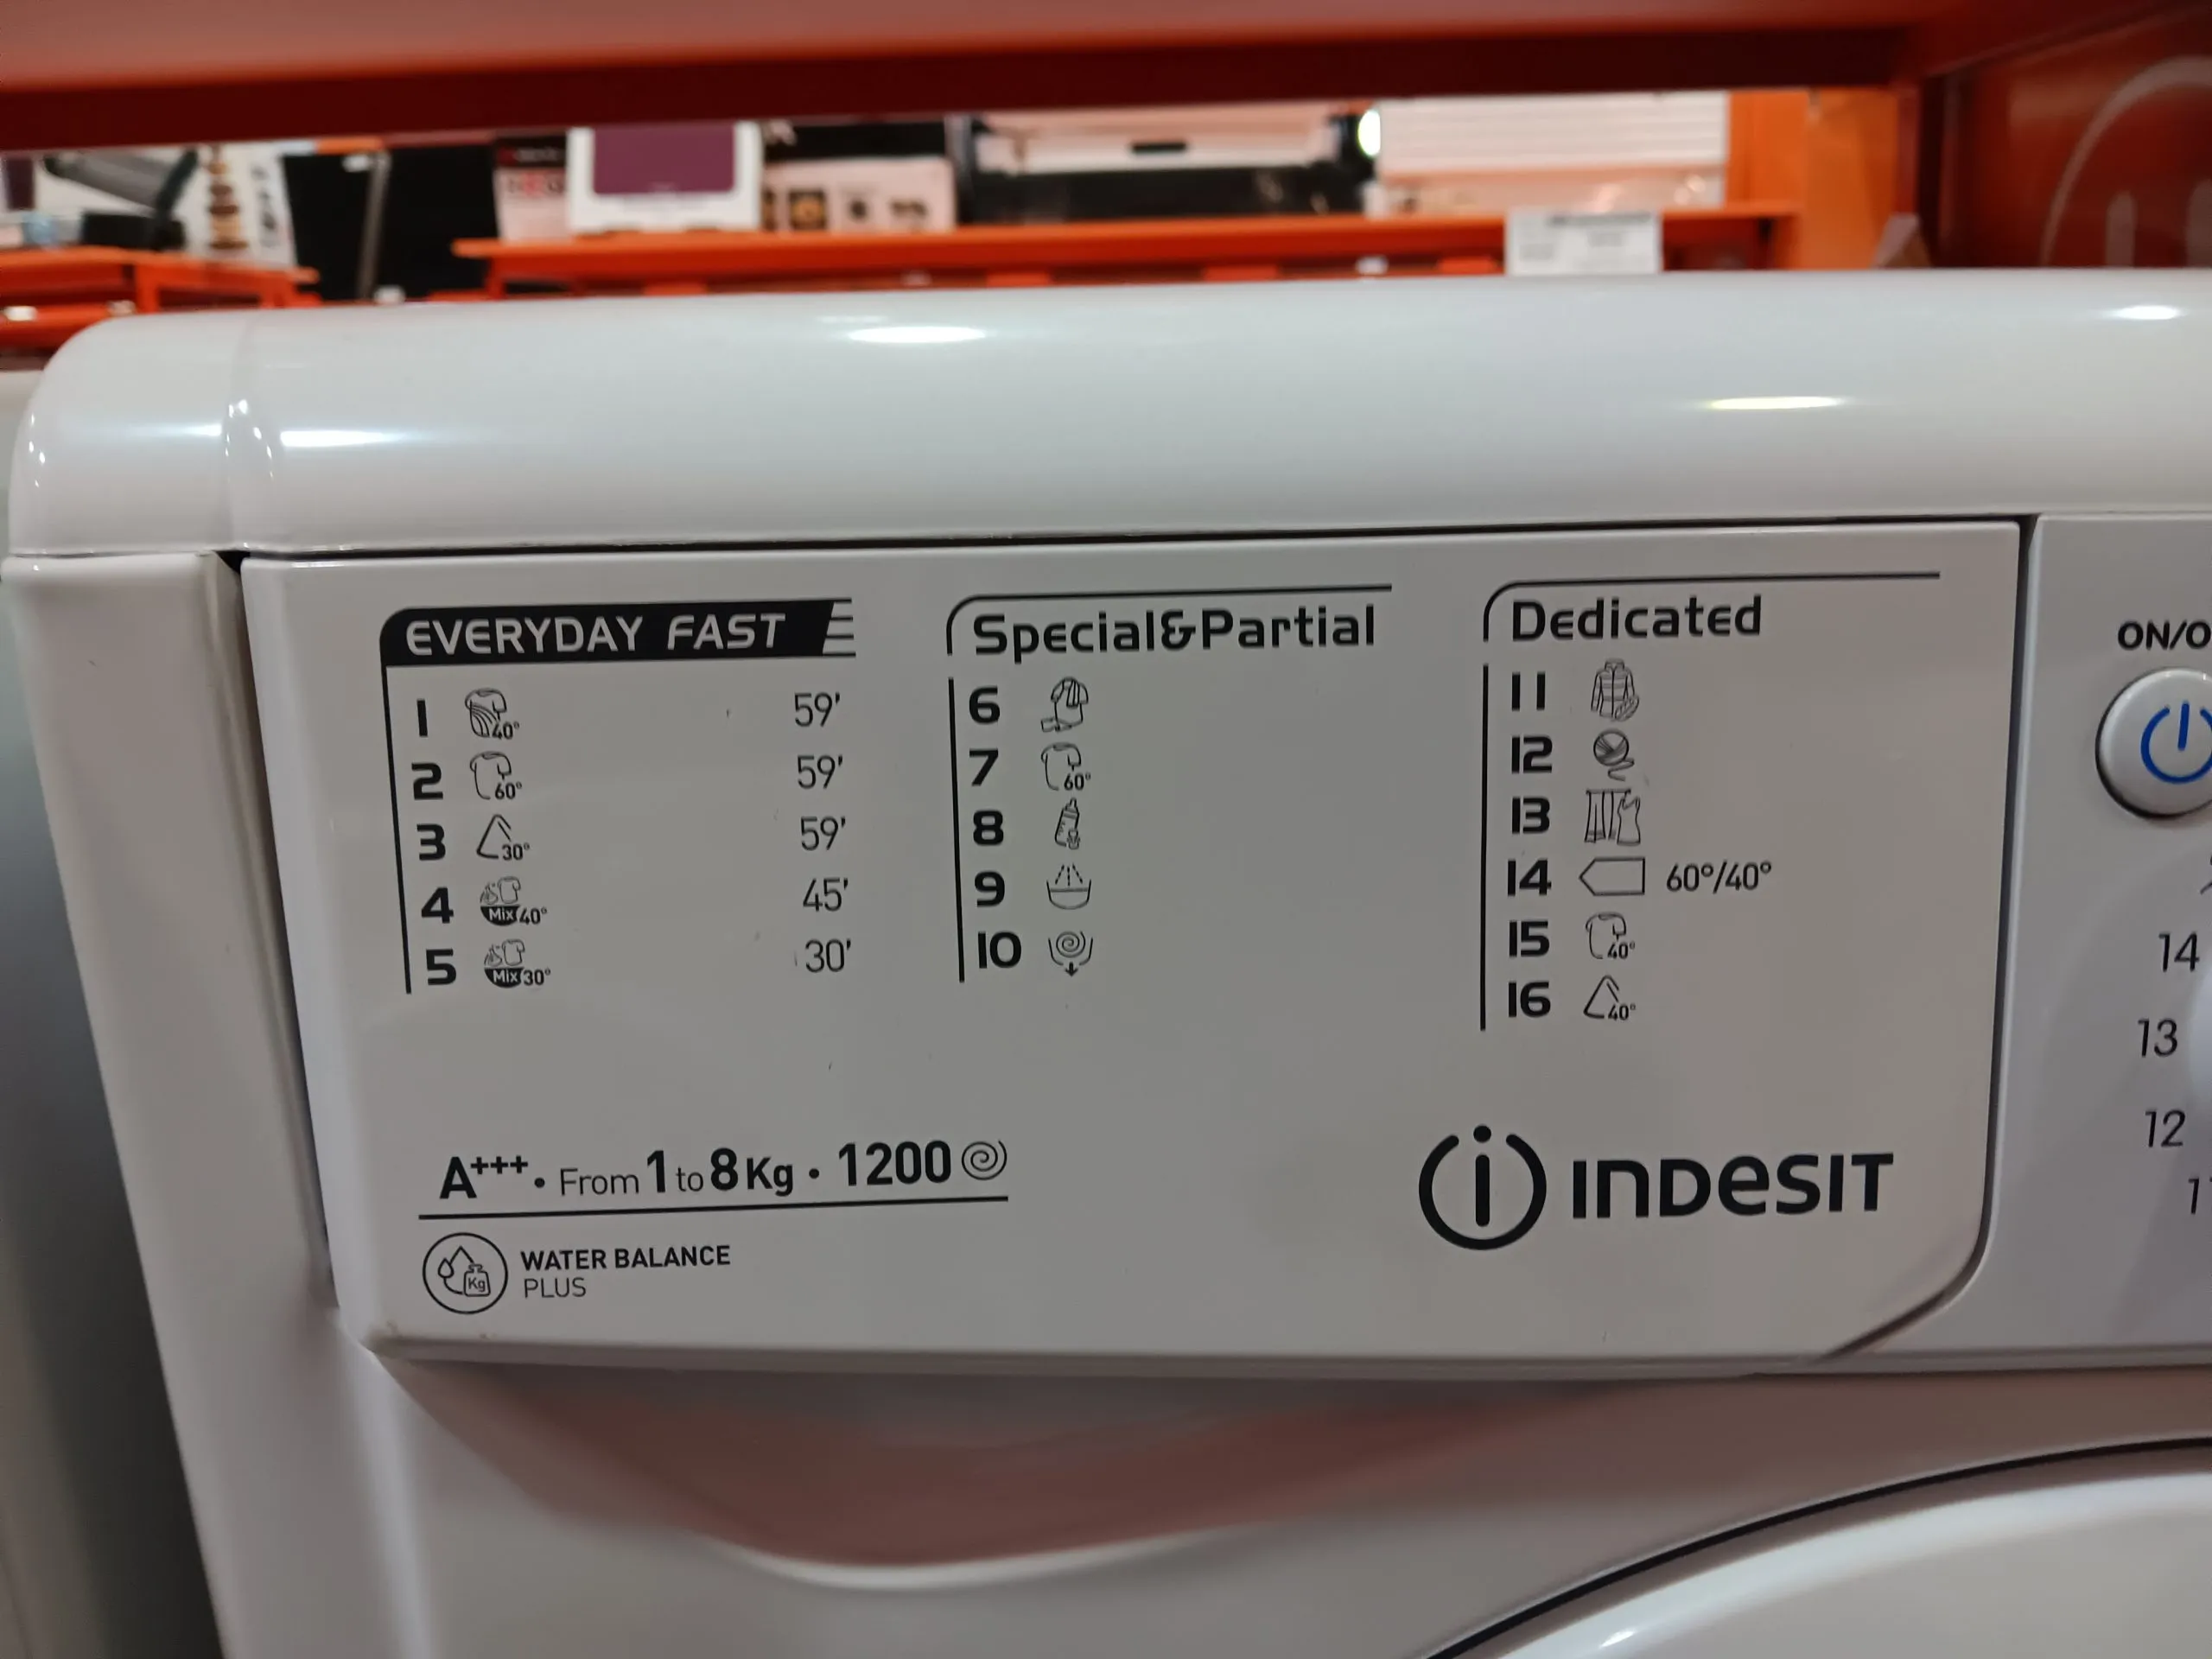 EVERYDAY FAST
1 40° 59'
2 60° 59'
3 30° 59'
4 Mix 40° 45'
5 Mix 30° 30'
Special&Partial
6
7 60°
8
9
10
Dedicated
11
12
13
14 60°/40°
15 40°
16 40°
A+++ • From 1 to 8 Kg • 1200
Kg
WATER BALANCE
PLUS
INDESIT
ON/O
14
13
12